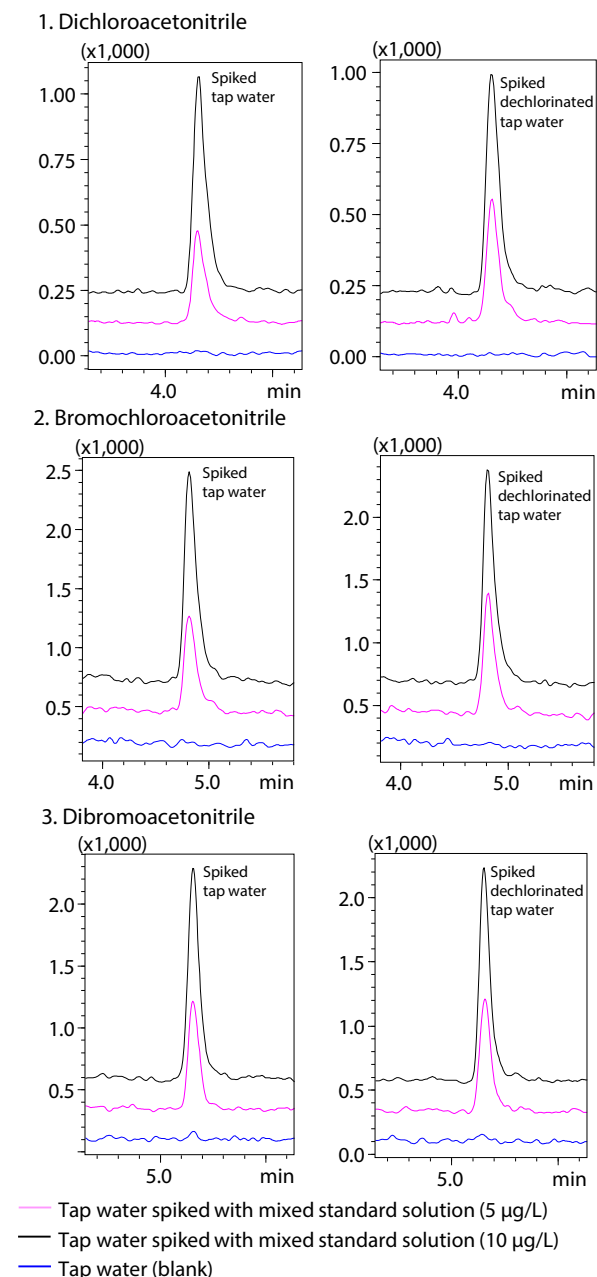 1. Dichloroacetonitrile
(x1,000)
Spiked
tap water
1.00
0.75
0.50
0.25
0.00
4.0
min
Spiked
dechlorinated
tap water
1.00
0.75
0.50
0.25
0.00
4.0
min
2. Bromochloroacetonitrile
(x1,000)
Spiked
tap water
2.5
2.0
1.5
1.0
0.5
4.0 5.0 min
(x1,000)
Spiked
dechlorinated
tap water
2.0
1.5
1.0
0.5
4.0 5.0 min
3. Dibromoacetonitrile
(x1,000)
Spiked
tap water
2.0
1.5
1.0
0.5
5.0 min
(x1,000)
Spiked
dechlorinated
tap water
2.0
1.5
1.0
0.5
0.0
5.0 min
Tap water spiked with mixed standard solution (5 µg/L)
Tap water spiked with mixed standard solution (10 µg/L)
Tap water (blank)